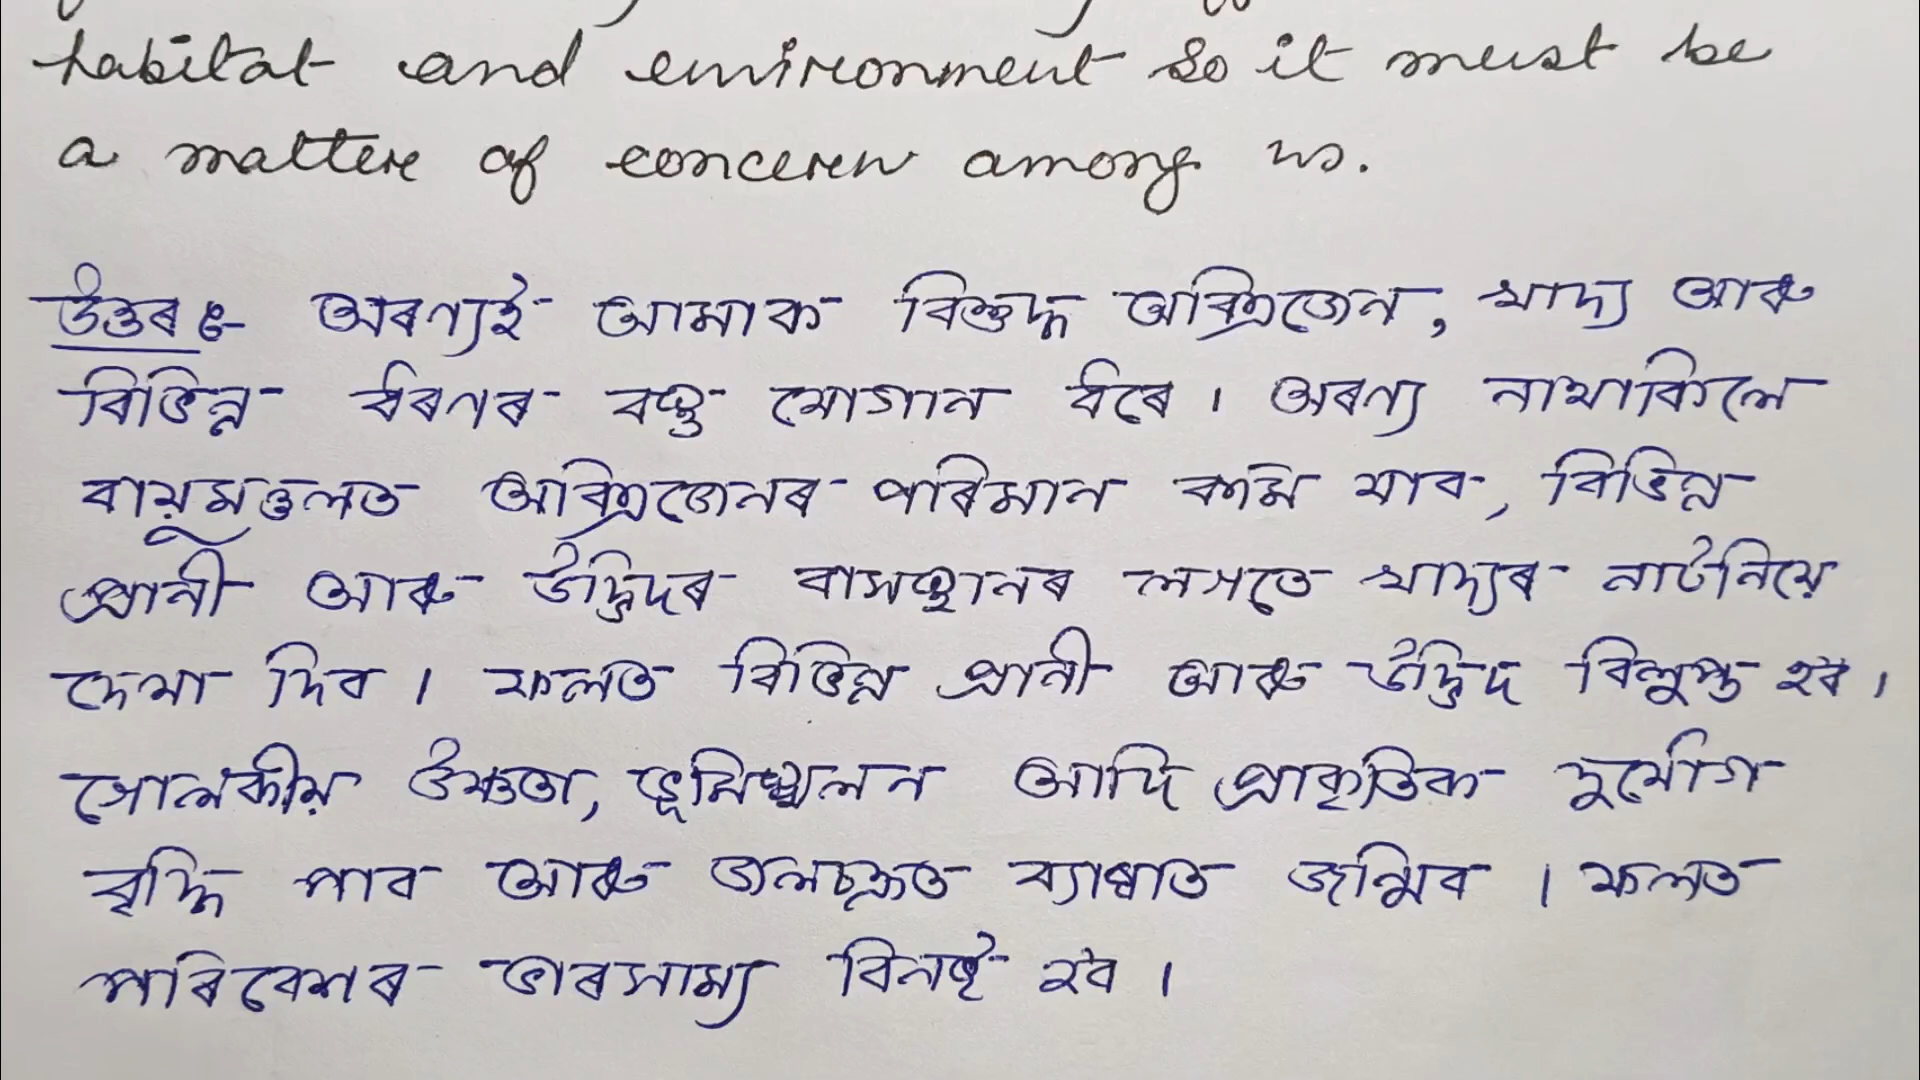 habitat and environment so it must be
a matter of concern among us.
উত্তৰঃ- অৰণ্যই আমাক বিশুদ্ধ অক্সিজেন, খাদ্য আৰু
বিভিন্ন ধৰণৰ বস্তু যোগান ধৰে । অৰণ্য নাথাকিলে
বায়ুমণ্ডলত অক্সিজেনৰ পৰিমান কমি যাব, বিভিন্ন
প্ৰানী আৰু উদ্ভিদৰ বাসস্থানৰ লগতে খাদ্যৰ নাটনিয়ে
দেখা দিব । ফলত বিভিন্ন প্ৰানী আৰু উদ্ভিদ বিলুপ্ত হ'ব ।
গোলকীয় উষ্ণতা, ভূমিস্খলন আদি প্ৰাকৃতিক দুৰ্যোগ
বৃদ্ধি পাব আৰু জলচক্ৰত ব্যাঘাত জন্মিব । ফলত
পৰিবেশৰ ভাৰসাম্য বিনষ্ট হ'ব ।